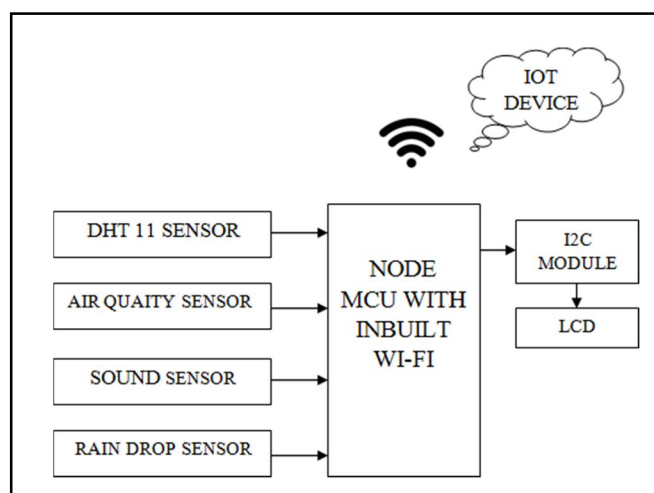 IOT
DEVICE
DHT 11 SENSOR
AIR QUAITY SENSOR
SOUND SENSOR
RAIN DROP SENSOR
NODE
MCU WITH
INBUILT
WI-FI
I2C
MODULE
LCD